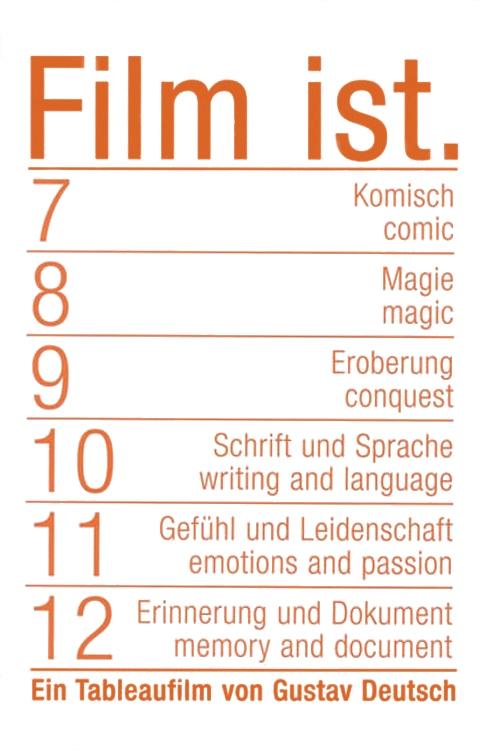 Film ist.
7
Komisch
comic
8
Magie
magic
9
Eroberung
conquest
10
Schrift und Sprache
writing and language
11
Gefühl und Leidenschaft
emotions and passion
12
Erinnerung und Dokument
memory and document
Ein Tableaufilm von Gustav Deutsch